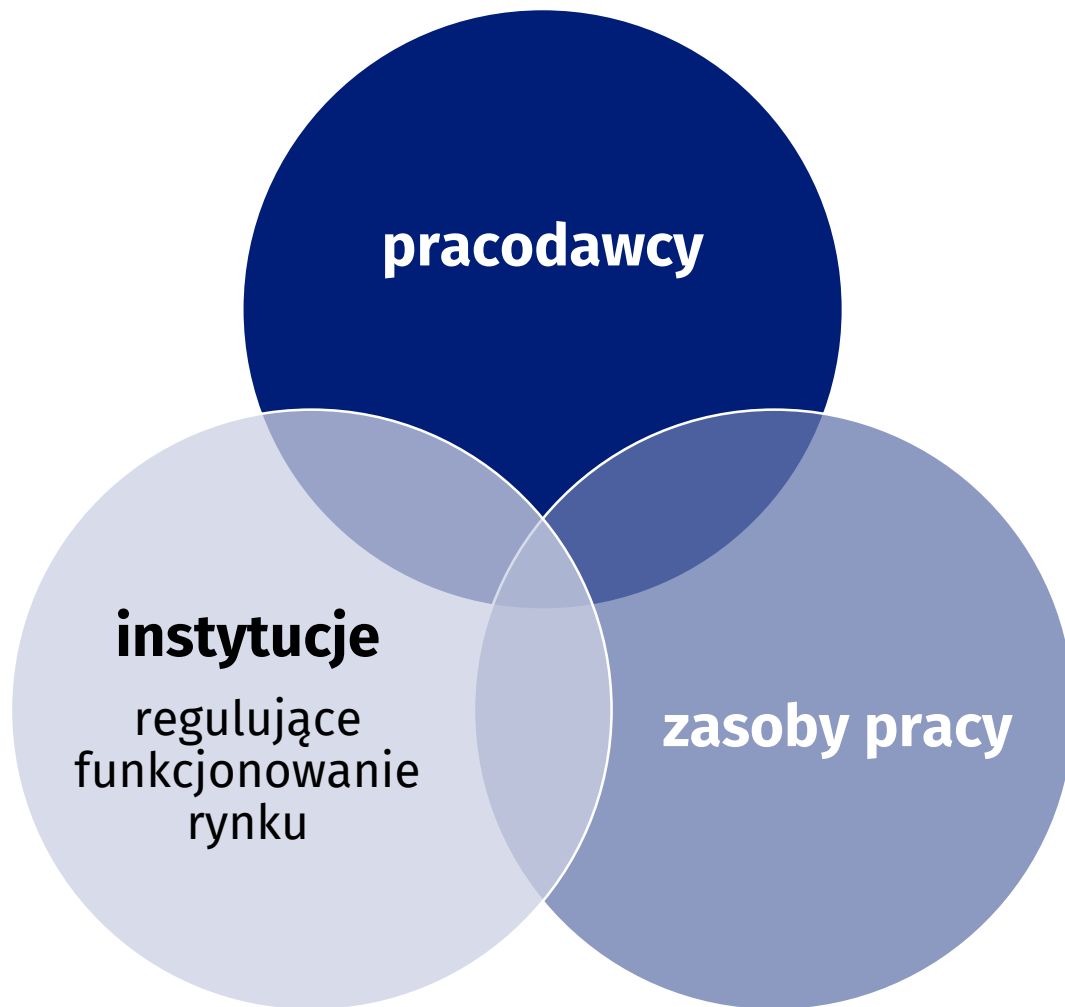 pracodawcy
instytucje
regulujące
funkcjonowanie
rynku
zasoby pracy